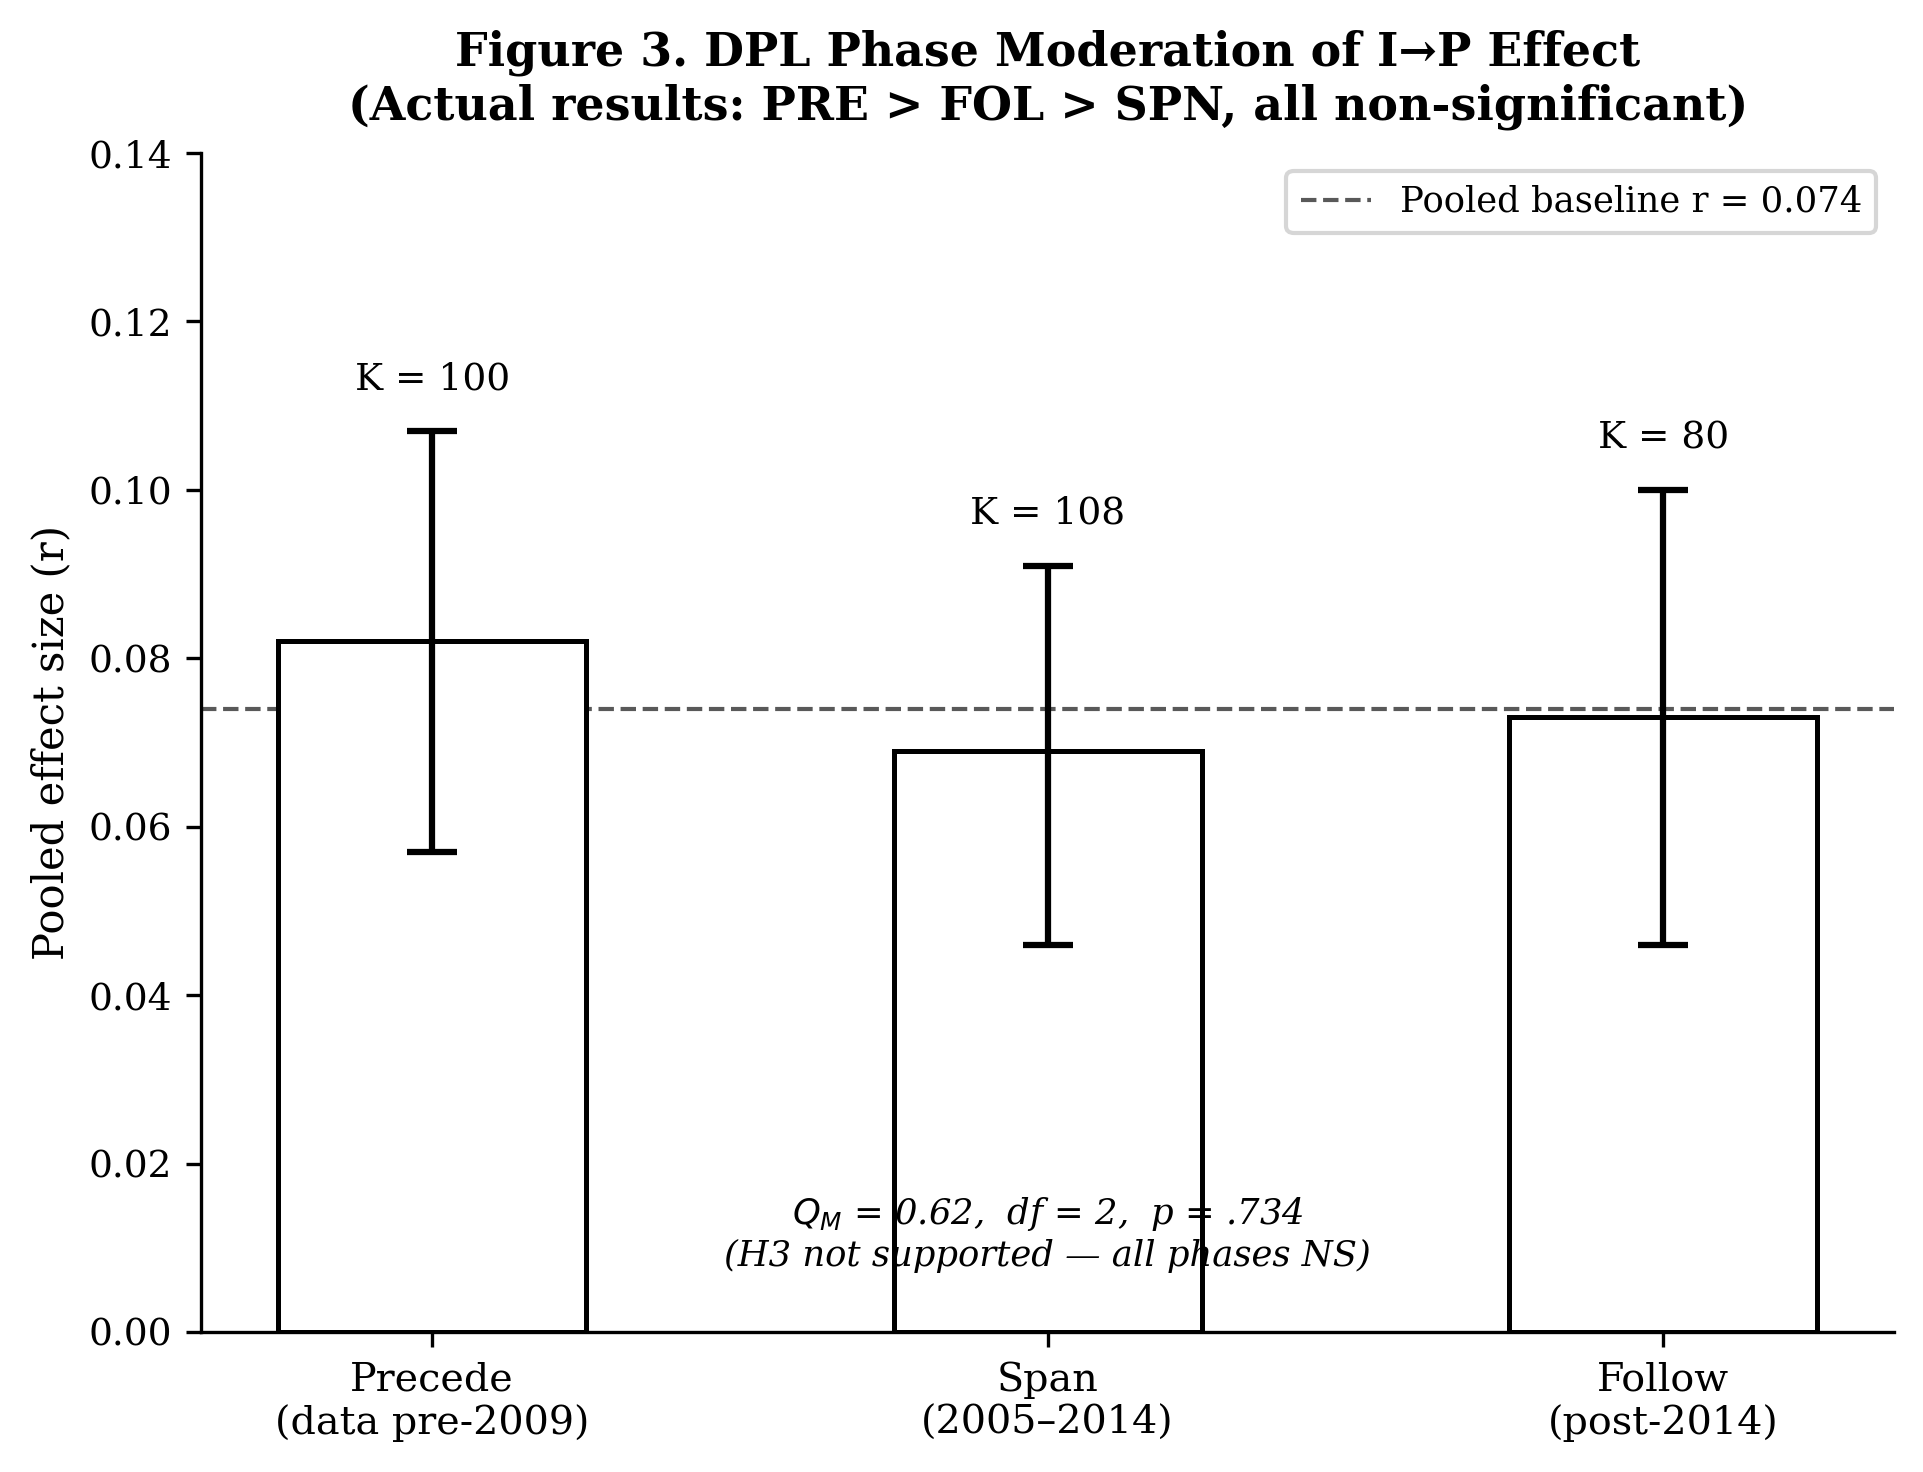 Figure 3. DPL Phase Moderation of I→P Effect
(Actual results: PRE > FOL > SPN, all non-significant)
Pooled baseline r = 0.074
Pooled effect size (r)
0.14
0.12
0.10
0.08
0.06
0.04
0.02
0.00
K = 100
K = 108
K = 80
Q_M = 0.62, df = 2, p = .734
(H3 not supported — all phases NS)
Precede
(data pre-2009)
Span
(2005–2014)
Follow
(post-2014)